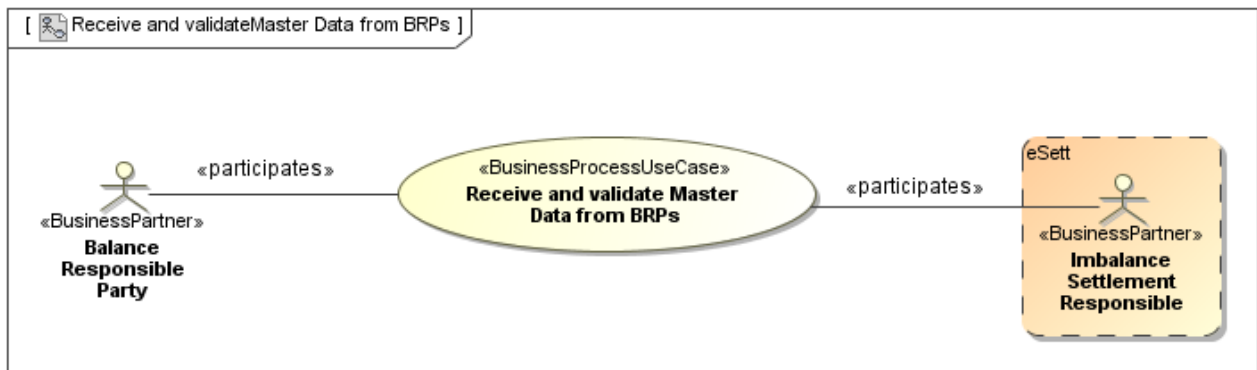 [ Receive and validateMaster Data from BRPs ]
«participates»
«BusinessPartner»
Balance
Responsible
Party
«BusinessProcessUseCase»
Receive and validate Master
Data from BRPs
«participates»
eSett
«BusinessPartner»
Imbalance
Settlement
Responsible